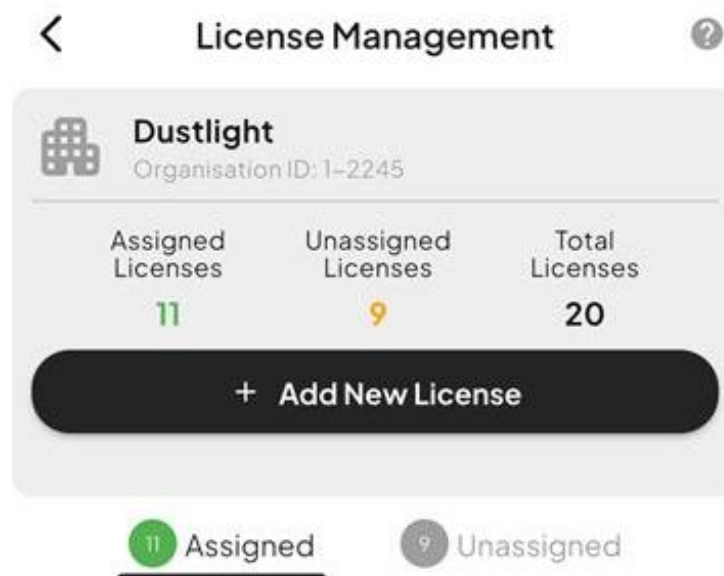 License Management
Dustlight
Organisation ID: 1-2245
Assigned Unassigned Total
Licenses Licenses Licenses
11 9 20
+ Add New License
11 Assigned 9 Unassigned